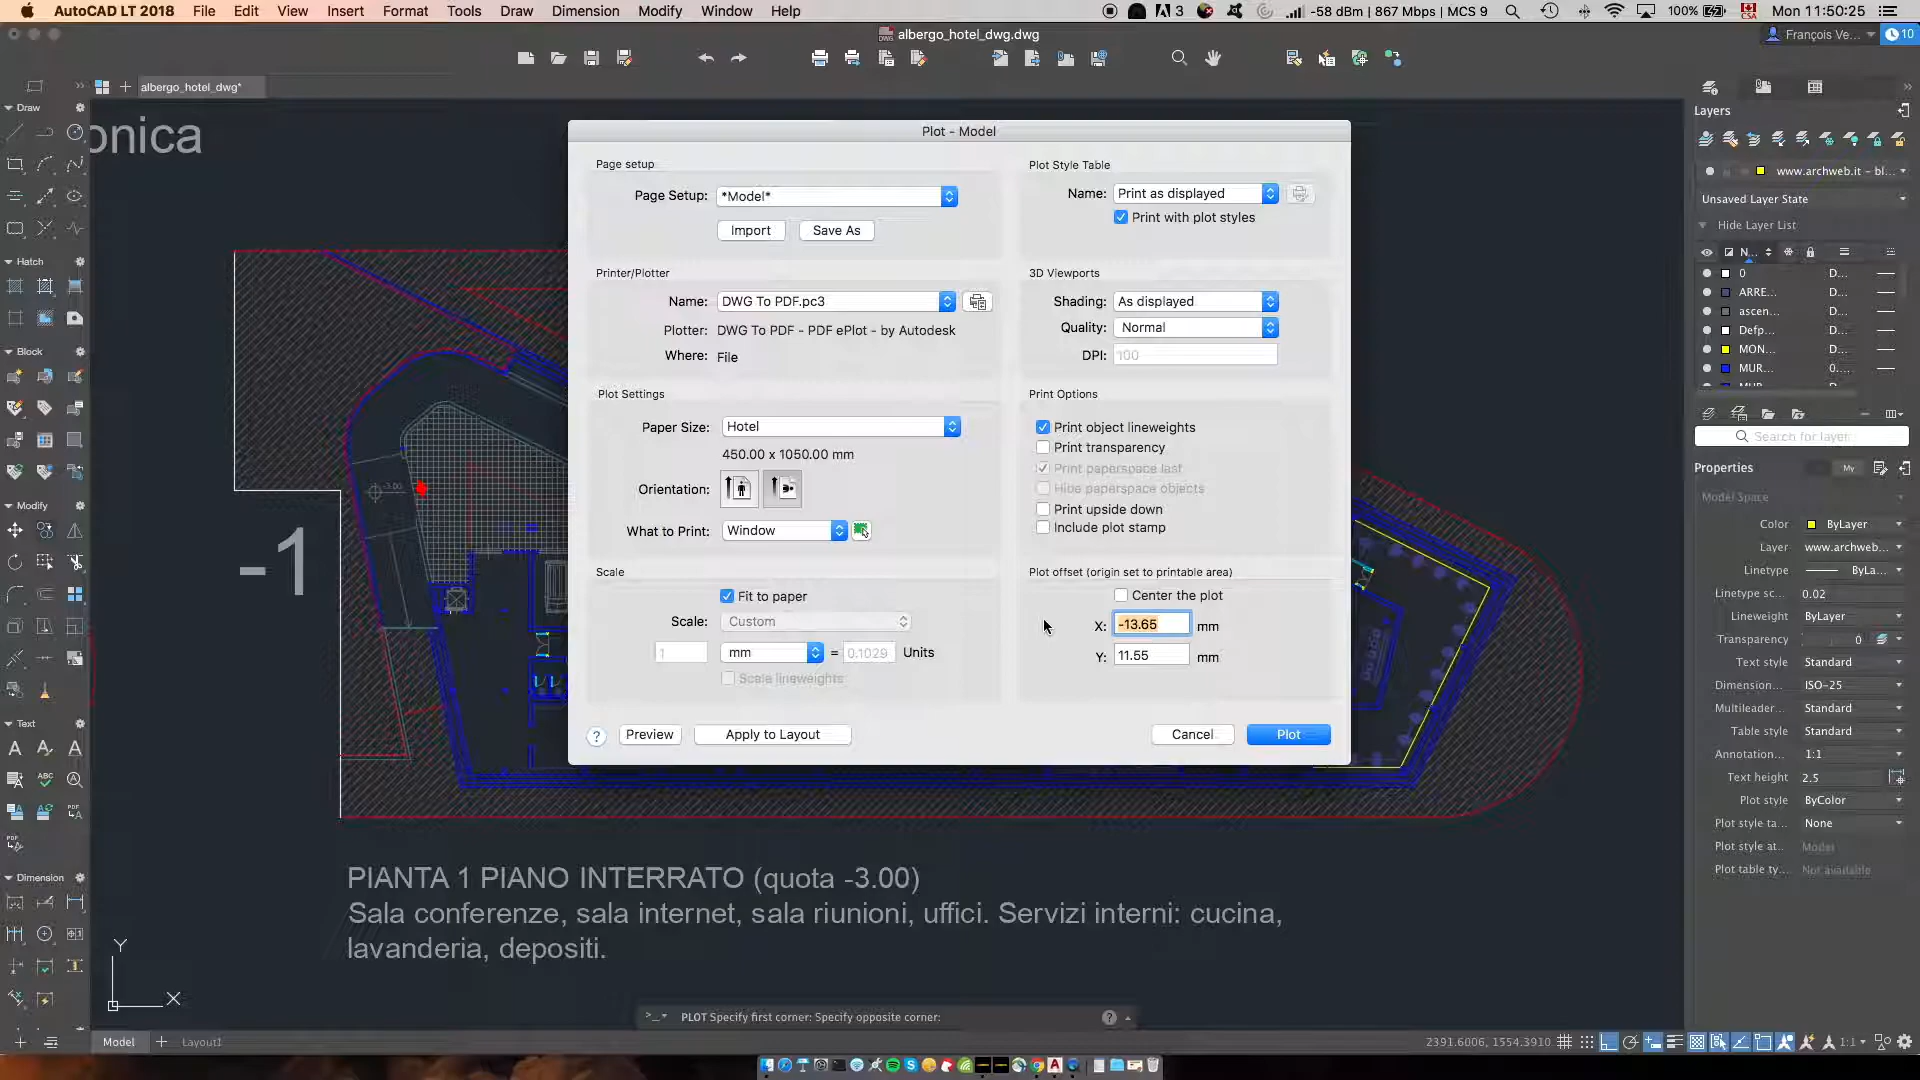 AutoCAD LT 2018 File Edit View Insert Format Tools Draw Dimension Modify Window Help
3 -58 dBm | 867 Mbps | MCS 9 100% Mon 11:50:25
albergo_hotel_dwg.dwg
François Ve... 10
albergo_hotel_dwg*
Draw
Hatch
Block
Modify
Text
Dimension
onica
-1
-3.00
Plot - Model
Page setup
Page Setup: *Model*
Import Save As
Printer/Plotter
Name: DWG To PDF.pc3
Plotter: DWG To PDF - PDF ePlot - by Autodesk
Where: File
Plot Settings
Paper Size: Hotel
450.00 x 1050.00 mm
Orientation:
What to Print: Window
Scale
Fit to paper
Scale: Custom
1 mm = 0.1029 Units
Scale lineweights
? Preview Apply to Layout
Plot Style Table
Name: Print as displayed
Print with plot styles
3D Viewports
Shading: As displayed
Quality: Normal
DPI: 100
Print Options
Print object lineweights
Print transparency
Print paperspace last
Hide paperspace objects
Print upside down
Include plot stamp
Plot offset (origin set to printable area)
Center the plot
X: -13.65 mm
Y: 11.55 mm
Cancel Plot
PIANTA 1 PIANO INTERRATO (quota -3.00)
Sala conferenze, sala internet, sala riunioni, uffici. Servizi interni: cucina,
lavanderia, depositi.
Y
X
PLOT Specify first corner: Specify opposite corner:
Model Layout1
2391.6006, 1554.3910 1:1
Layers
www.archweb.it - bl...
Unsaved Layer State
Hide Layer List
N...
0 D...
ARRE... D...
ascen... D...
Defp... D...
MON... D...
MUR... 0....
Search for layer
Properties My
Model Space
Color ByLayer
Layer www.archweb...
Linetype ByLa...
Linetype sc... 0.02
Lineweight ByLayer
Transparency 0
Text style Standard
Dimension... ISO-25
Multileader... Standard
Table style Standard
Annotation... 1:1
Text height 2.5
Plot style ByColor
Plot style ta... None
Plot style at... Model
Plot table ty... Not available